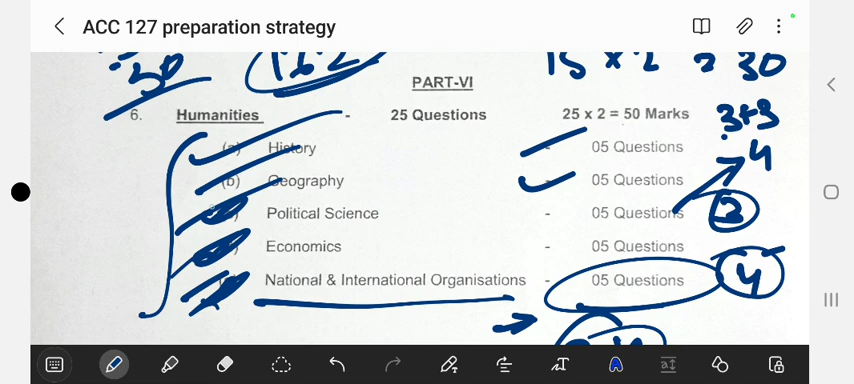 ACC 127 preparation strategy
30
132
15 x 2 = 30
PART-VI
6. Humanities - 25 Questions 25 x 2 = 50 Marks
3+3
(a) History - 05 Questions
4
(b) Geography - 05 Questions
Political Science - 05 Questions
Economics - 05 Questions
National & International Organisations - 05 Questions
4